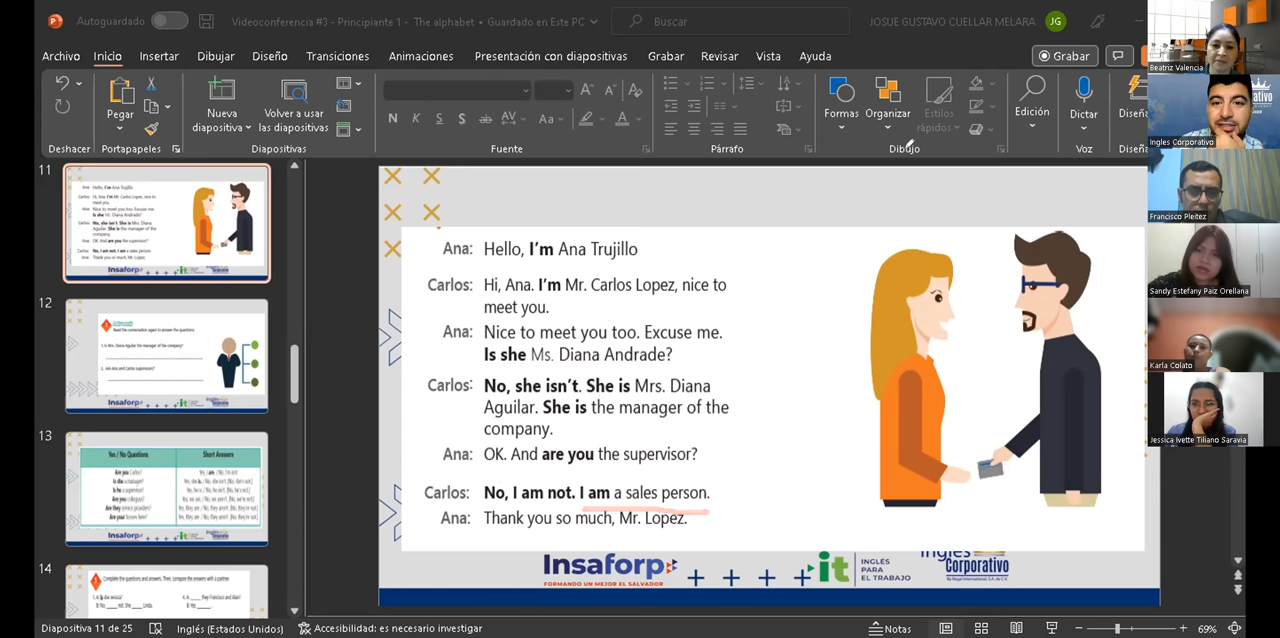 Autoguardado
Videoconferencia #3 - Principiante 1 - The alphabet • Guardado en Este PC
Buscar
JOSUE GUSTAVO CUELLAR MELARA
JG
Archivo Inicio Insertar Dibujar Diseño Transiciones Animaciones Presentación con diapositivas Grabar Revisar Vista Ayuda
Grabar
Pegar
Nueva diapositiva
Volver a usar las diapositivas
Formas Organizar Estilos rápidos
Edición
Dictar
Deshacer Portapapeles Diapositivas Fuente Párrafo Dibujo Voz
Beatriz Valencia
Ingles Corporativo
Francisco Pleitez
Sandy Estefany Paiz Orellana
Karla Colato
Jessica Ivette Tiliano Saravia
11
12
13
Yes / No Questions Short Answers
14
Ana: Hello, I'm Ana Trujillo
Carlos: Hi, Ana. I'm Mr. Carlos Lopez, nice to
meet you.
Ana: Nice to meet you too. Excuse me.
Is she Ms. Diana Andrade?
Carlos: No, she isn't. She is Mrs. Diana
Aguilar. She is the manager of the
company.
Ana: OK. And are you the supervisor?
Carlos: No, I am not. I am a sales person.
Ana: Thank you so much, Mr. Lopez.
Insaforp
FORMANDO UN MEJOR EL SALVADOR
it
INGLÉS
PARA
EL TRABAJO
Inglés
Corporativo
Diapositiva 11 de 25 Inglés (Estados Unidos) Accesibilidad: es necesario investigar Notas 69%